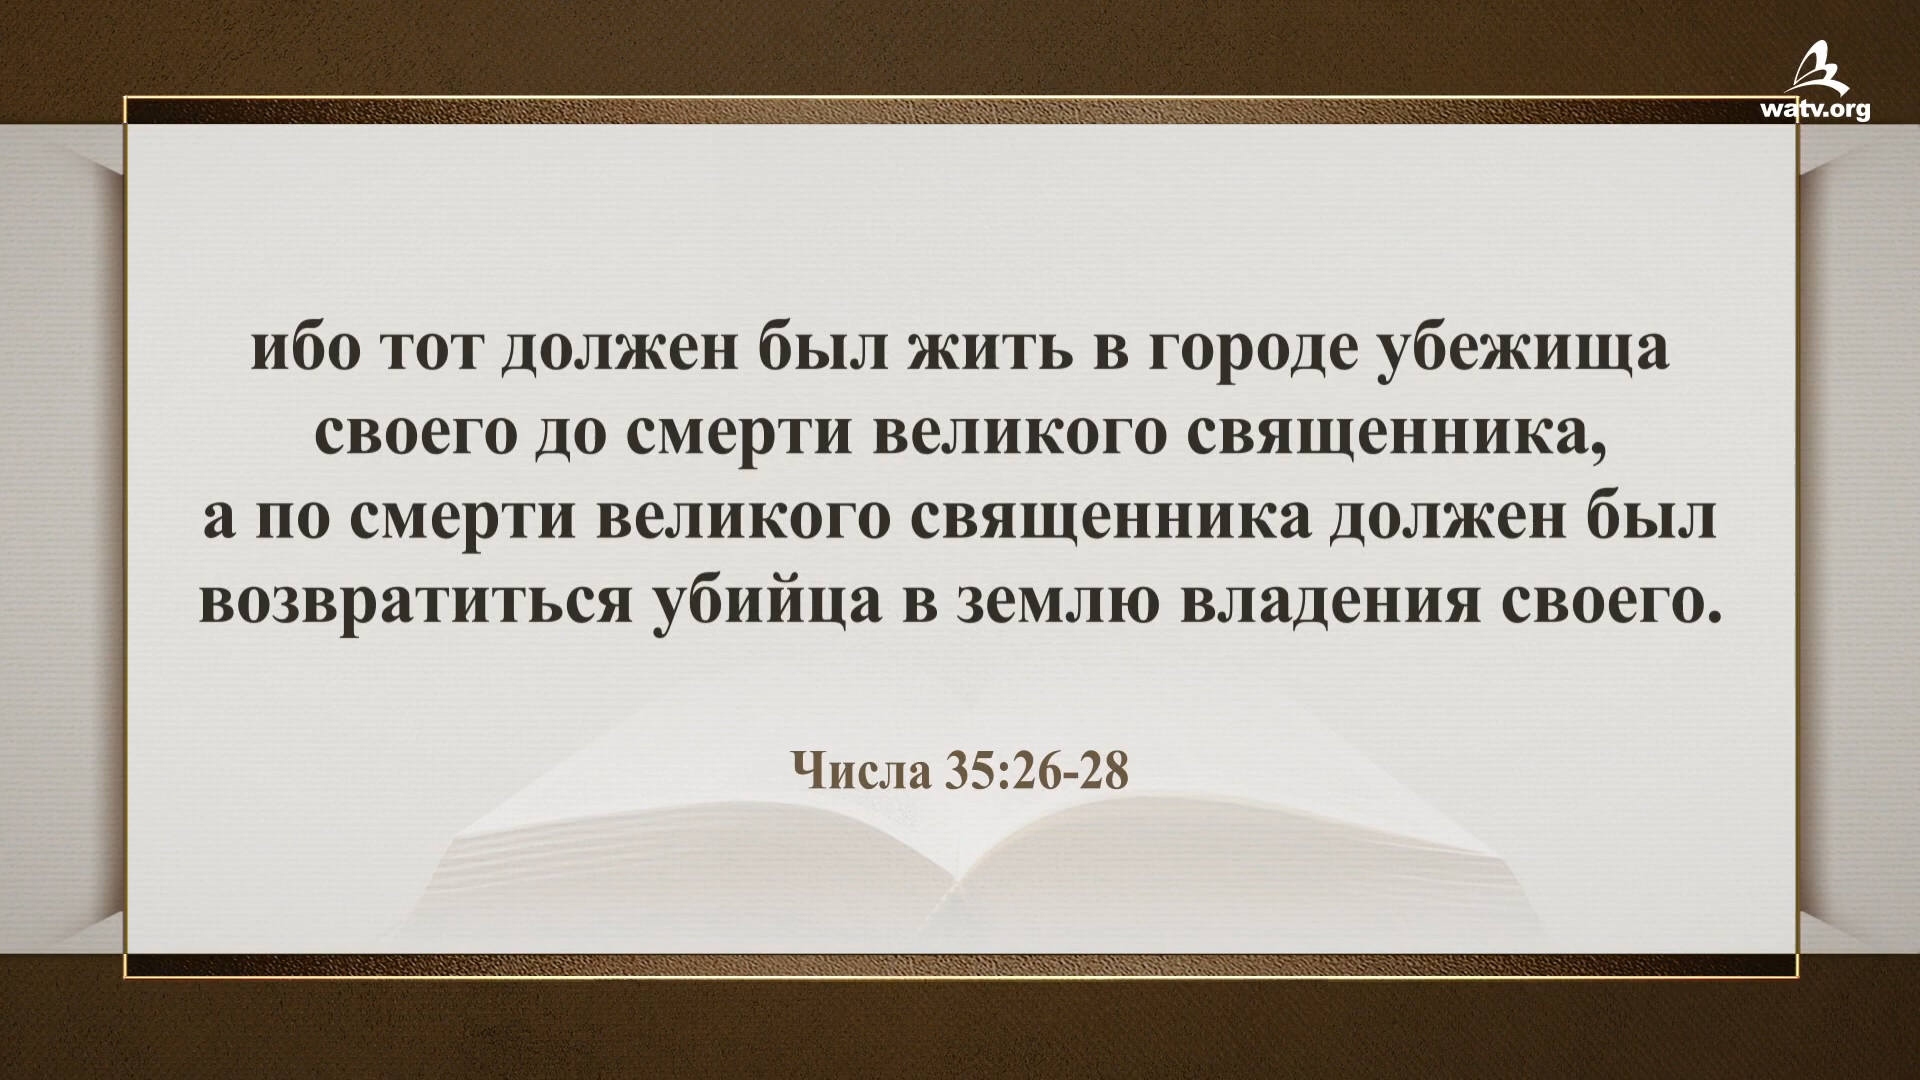 watv.org
ибо тот должен был жить в городе убежища
своего до смерти великого священника,
а по смерти великого священника должен был
возвратиться убийца в землю владения своего.
Числа 35:26-28